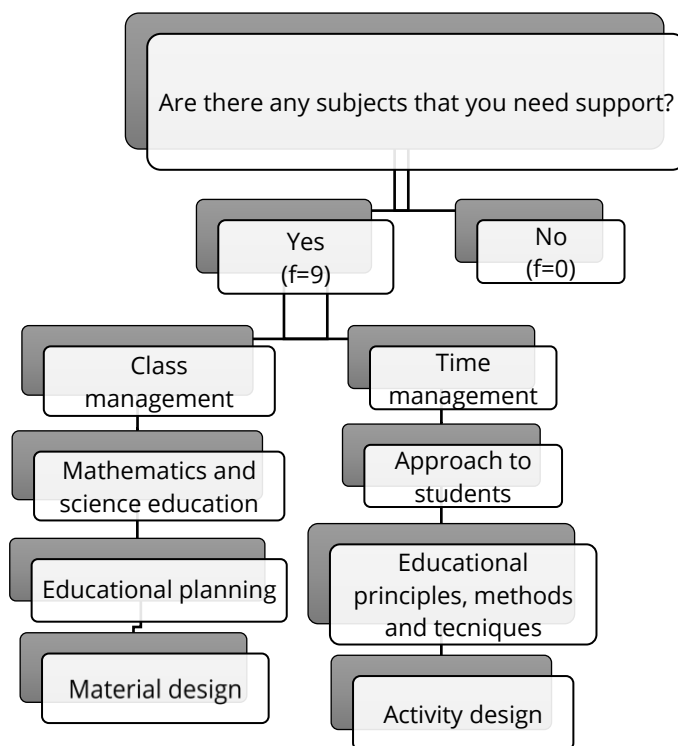 Are there any subjects that you need support?
Yes
(f=9)
No
(f=0)
Class
management
Mathematics and
science education
Educational planning
Material design
Time
management
Approach to
students
Educational
principles, methods
and tecniques
Activity design